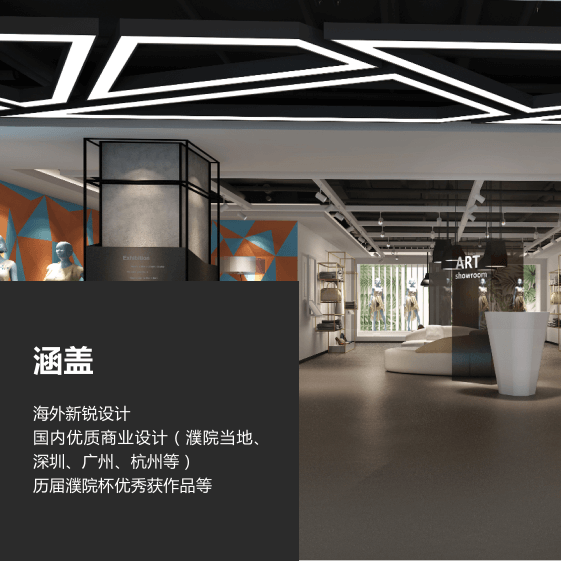 Exhibition
ART
showroom
涵盖
海外新锐设计
国内优质商业设计（濮院当地、
深圳、广州、杭州等）
历届濮院杯优秀获作品等